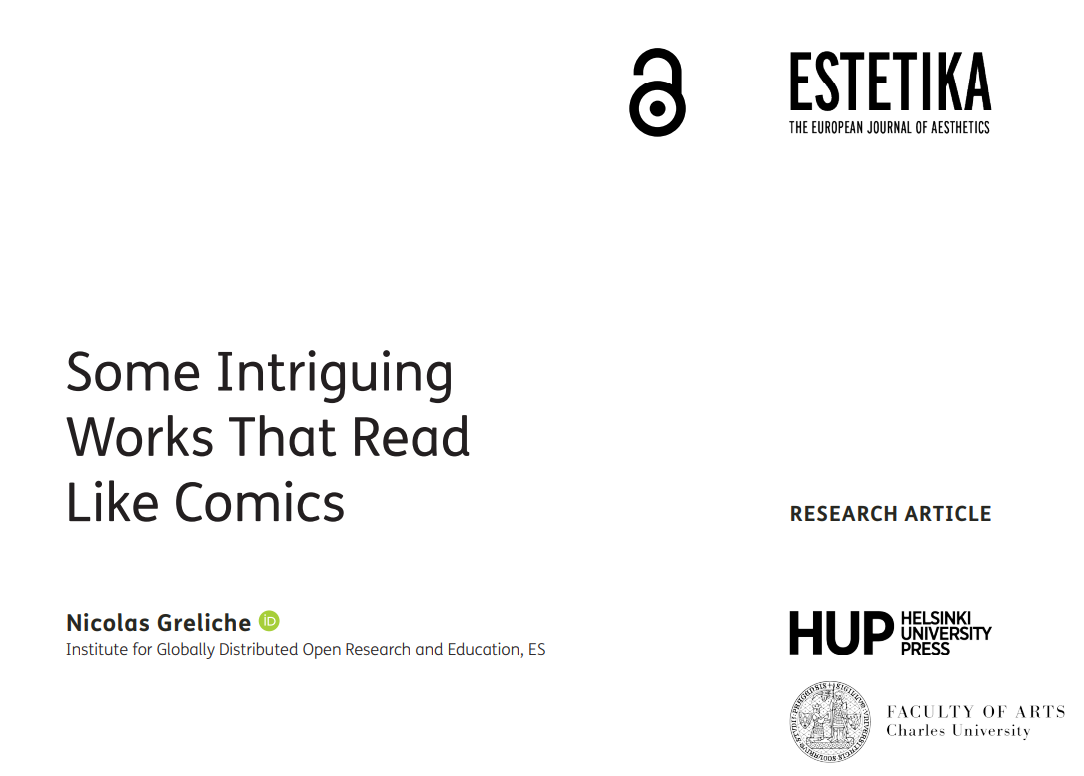 ESTETIKA
THE EUROPEAN JOURNAL OF AESTHETICS
Some Intriguing
Works That Read
Like Comics
RESEARCH ARTICLE
Nicolas Greliche iD
Institute for Globally Distributed Open Research and Education, ES
HUP HELSINKI
UNIVERSITY
PRESS
FACULTY OF ARTS
Charles University